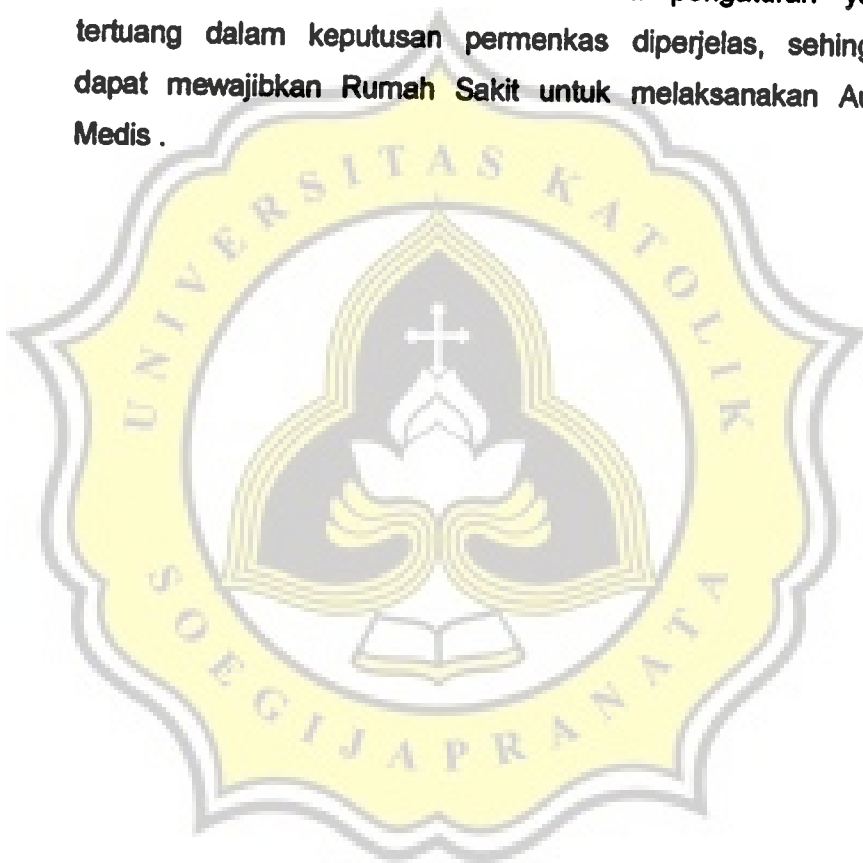 pengaturan
tertuang dalam keputusan permenkas diperjelas,
dapat mewajibkan Rumah Sakit untuk melaksanakan
Medis .
UNIVERSITAS KATOLIK
SOEGIJAPRANATA